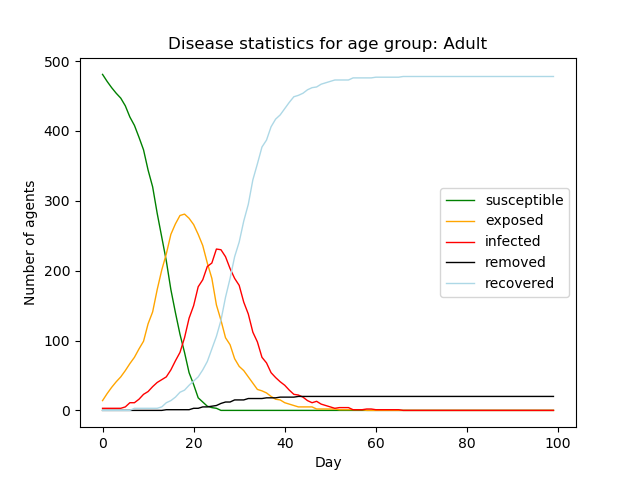 Disease statistics for age group: Adult
500
400
300
200
100
0
Number of agents
susceptible
exposed
infected
removed
recovered
0 20 40 60 80 100
Day